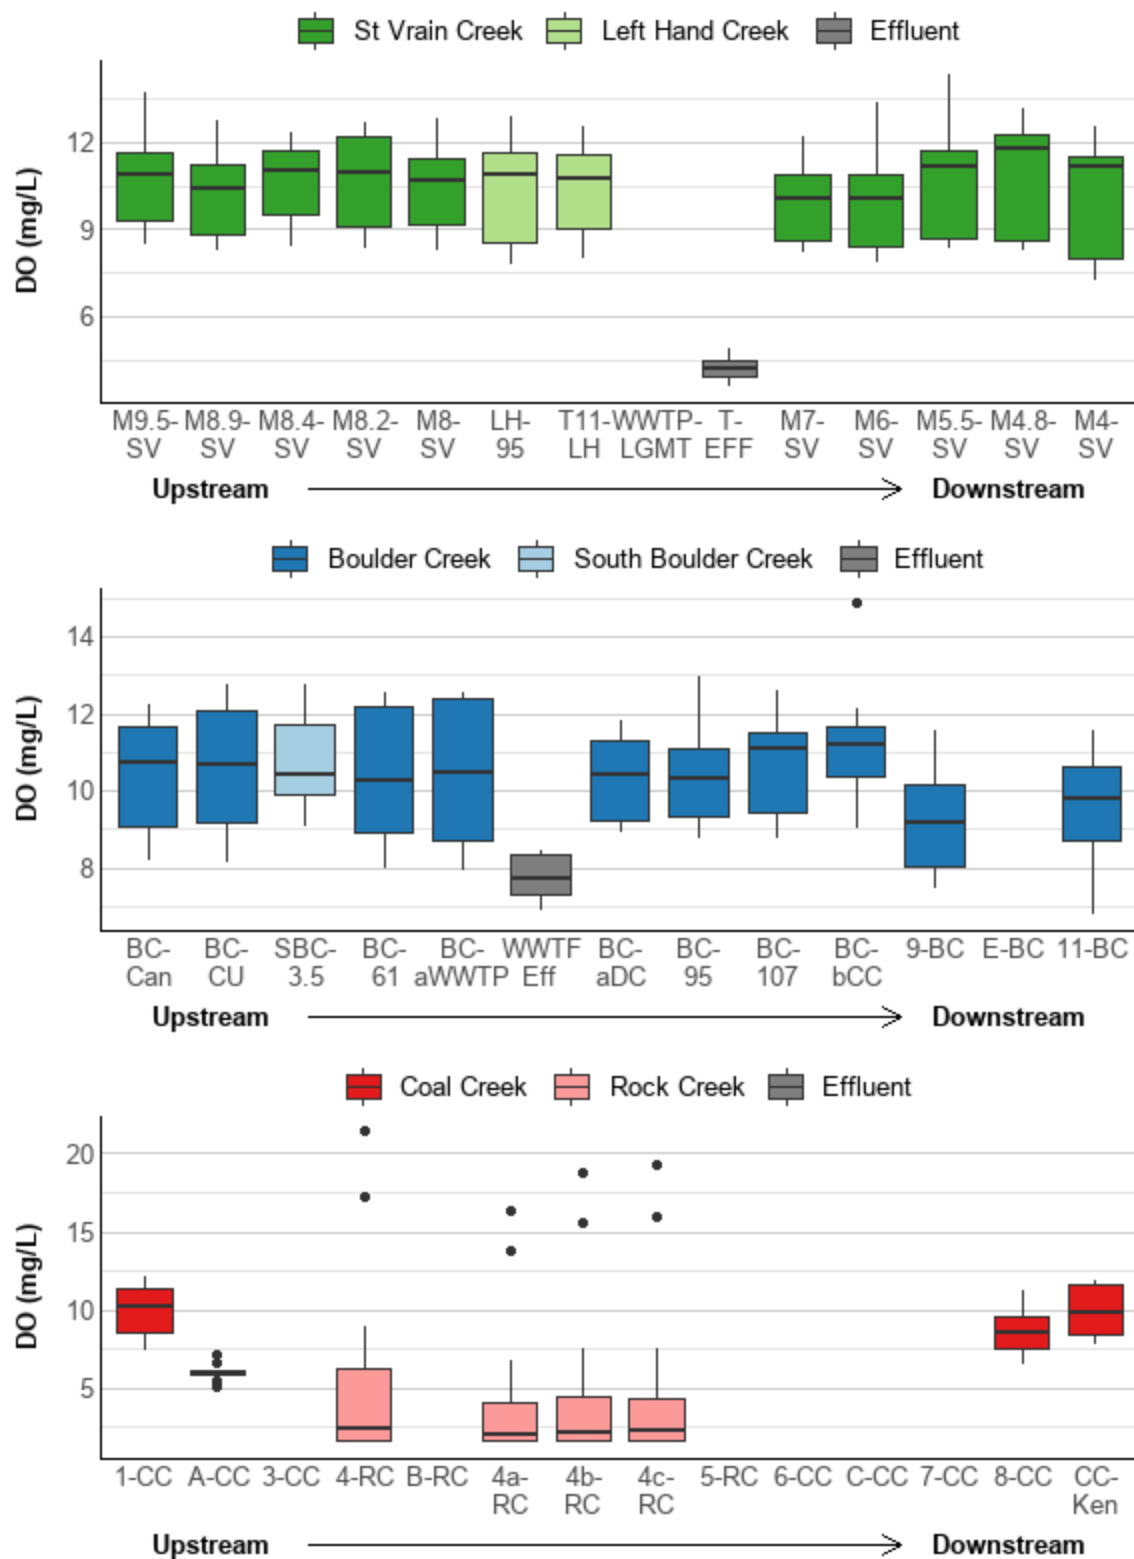 St Vrain Creek Left Hand Creek Effluent
DO (mg/L)
12
9
6
M9.5- M8.9- M8.4- M8.2- M8- LH- T11- WWTP- T- M7- M6- M5.5- M4.8- M4-
SV SV SV SV SV 95 LH LGMT EFF SV SV SV SV SV
Upstream Downstream
Boulder Creek South Boulder Creek Effluent
DO (mg/L)
14
12
10
8
BC- BC- SBC- BC- BC- WWTF BC- BC- BC- BC- 9-BC E-BC 11-BC
Can CU 3.5 61 aWWTP Eff aDC 95 107 bCC
Upstream Downstream
Coal Creek Rock Creek Effluent
DO (mg/L)
20
15
10
5
1-CC A-CC 3-CC 4-RC B-RC 4a- 4b- 4c- 5-RC 6-CC C-CC 7-CC 8-CC CC-
RC RC RC Ken
Upstream Downstream